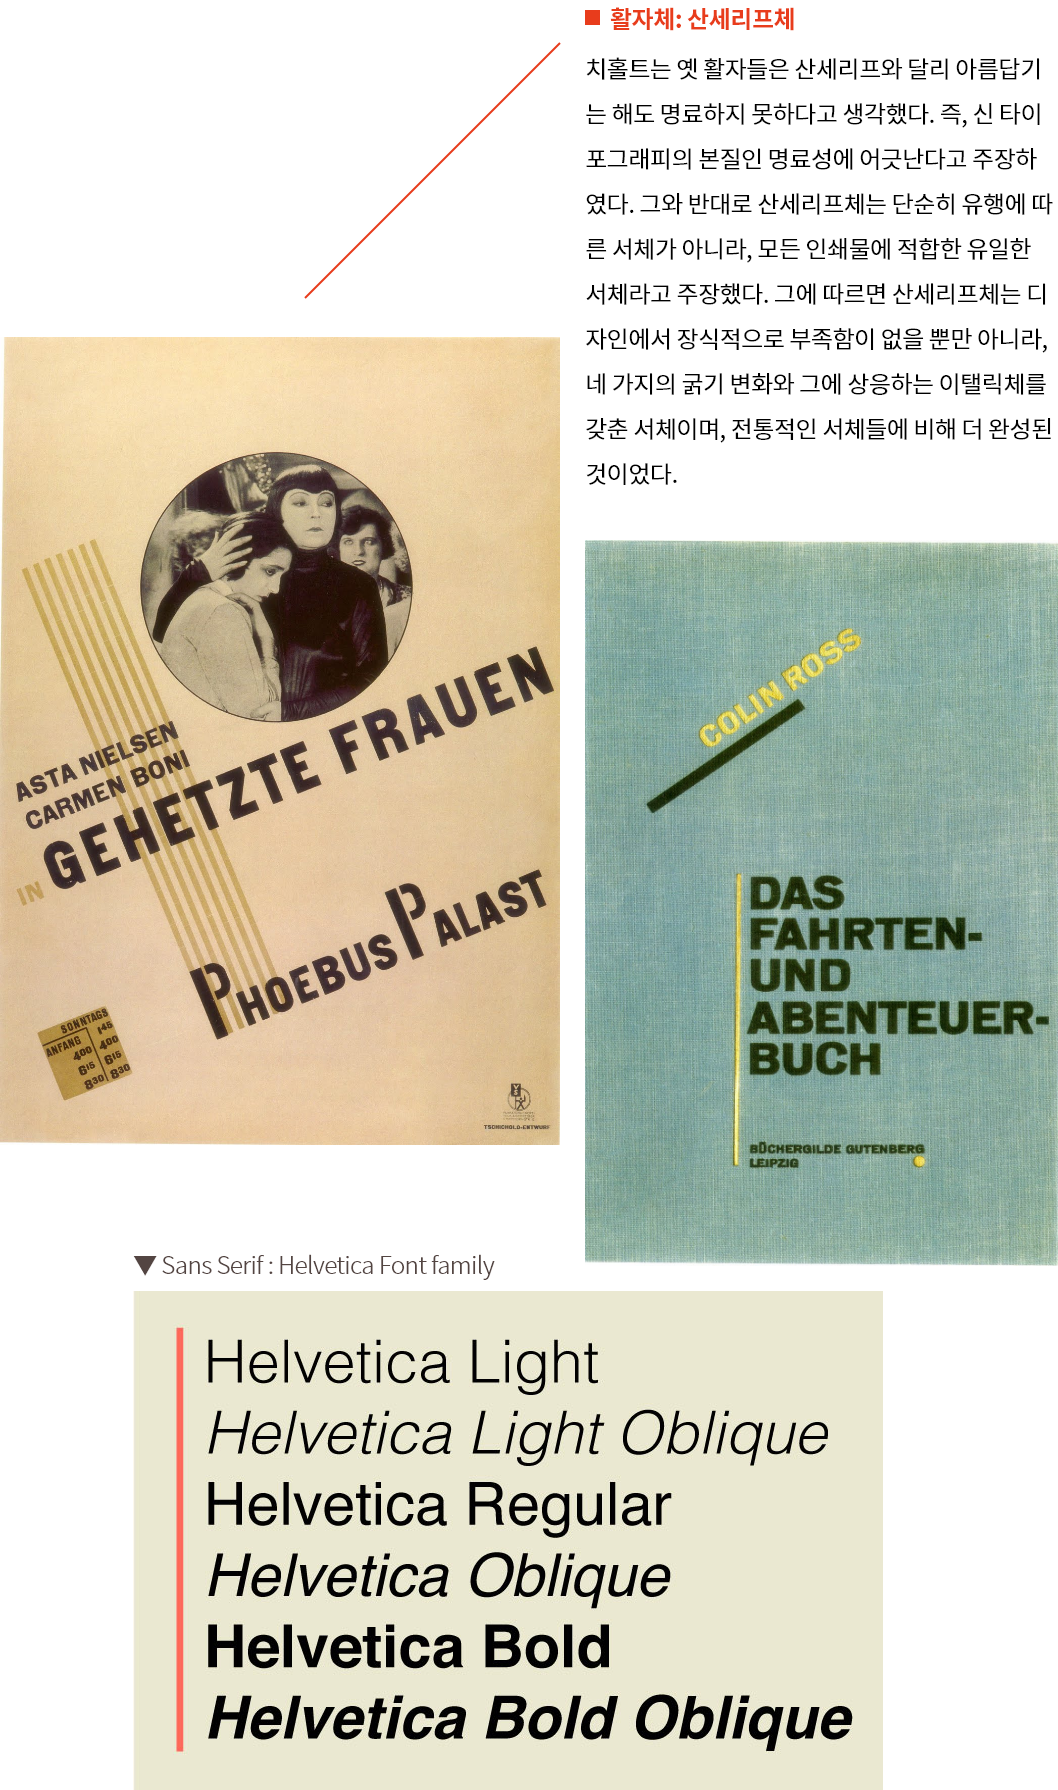 ■ 활자체: 산세리프체
치홀트는 옛 활자들은 산세리프와 달리 아름답기
는 해도 명료하지 못하다고 생각했다. 즉, 신 타이
포그래피의 본질인 명료성에 어긋난다고 주장하
였다. 그와 반대로 산세리프체는 단순히 유행에 따
른 서체가 아니라, 모든 인쇄물에 적합한 유일한
서체라고 주장했다. 그에 따르면 산세리프체는 디
자인에서 장식적으로 부족함이 없을 뿐만 아니라,
네 가지의 굵기 변화와 그에 상응하는 이탤릭체를
갖춘 서체이며, 전통적인 서체들에 비해 더 완성된
것이었다.
ASTA NIELSEN
CARMEN BONI
IN GEHETZTE FRAUEN
PHOEBUS PALAST
SONNTAGS
ANFANG 1⁴⁵
4⁰⁰ 4⁰⁰
6¹⁵ 6¹⁵
8³⁰ 8³⁰
TSCHICHOLD-ENTWURF
COLIN ROSS
DAS
FAHRTEN-
UND
ABENTEUER-
BUCH
BÜCHERGILDE GUTENBERG
LEIPZIG
▼ Sans Serif : Helvetica Font family
Helvetica Light
Helvetica Light Oblique
Helvetica Regular
Helvetica Oblique
Helvetica Bold
Helvetica Bold Oblique